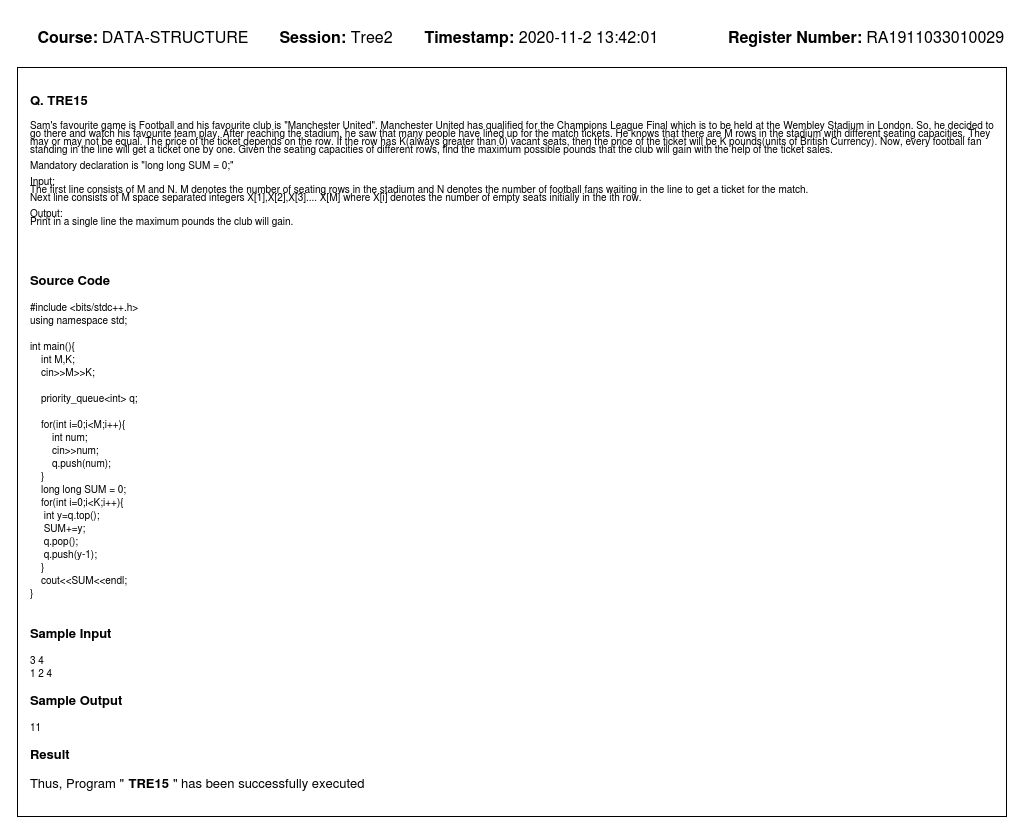 Course: DATA-STRUCTURE Session: Tree2 Timestamp: 2020-11-2 13:42:01 Register Number: RA1911033010029
Q. TRE15
Sam's favourite game is Football and his favourite club is "Manchester United". Manchester United has qualified for the Champions League Final which is to be held at the Wembley Stadium in London. So, he decided to
go there and watch his favourite team play. After reaching the stadium, he saw that many people have lined up for the match tickets. He knows that there are M rows in the stadium with different seating capacities. They
may or may not be equal. The price of the ticket depends on the row. If the row has K(always greater than 0) vacant seats, then the price of the ticket will be K pounds(units of British Currency). Now, every football fan
standing in the line will get a ticket one by one. Given the seating capacities of different rows, find the maximum possible pounds that the club will gain with the help of the ticket sales.
Mandatory declaration is "long long SUM = 0;"
Input:
The first line consists of M and N. M denotes the number of seating rows in the stadium and N denotes the number of football fans waiting in the line to get a ticket for the match.
Next line consists of M space separated integers X[1],X[2],X[3].... X[M] where X[i] denotes the number of empty seats initially in the ith row.
Output:
Print in a single line the maximum pounds the club will gain.
Source Code
#include <bits/stdc++.h>
using namespace std;
int main(){
    int M,K;
    cin>>M>>K;
    priority_queue<int> q;
    for(int i=0;i<M;i++){
        int num;
        cin>>num;
        q.push(num);
    }
    long long SUM = 0;
    for(int i=0;i<K;i++){
     int y=q.top();
     SUM+=y;
     q.pop();
     q.push(y-1);
    }
    cout<<SUM<<endl;
}
Sample Input
3 4
1 2 4
Sample Output
11
Result
Thus, Program " TRE15 " has been successfully executed